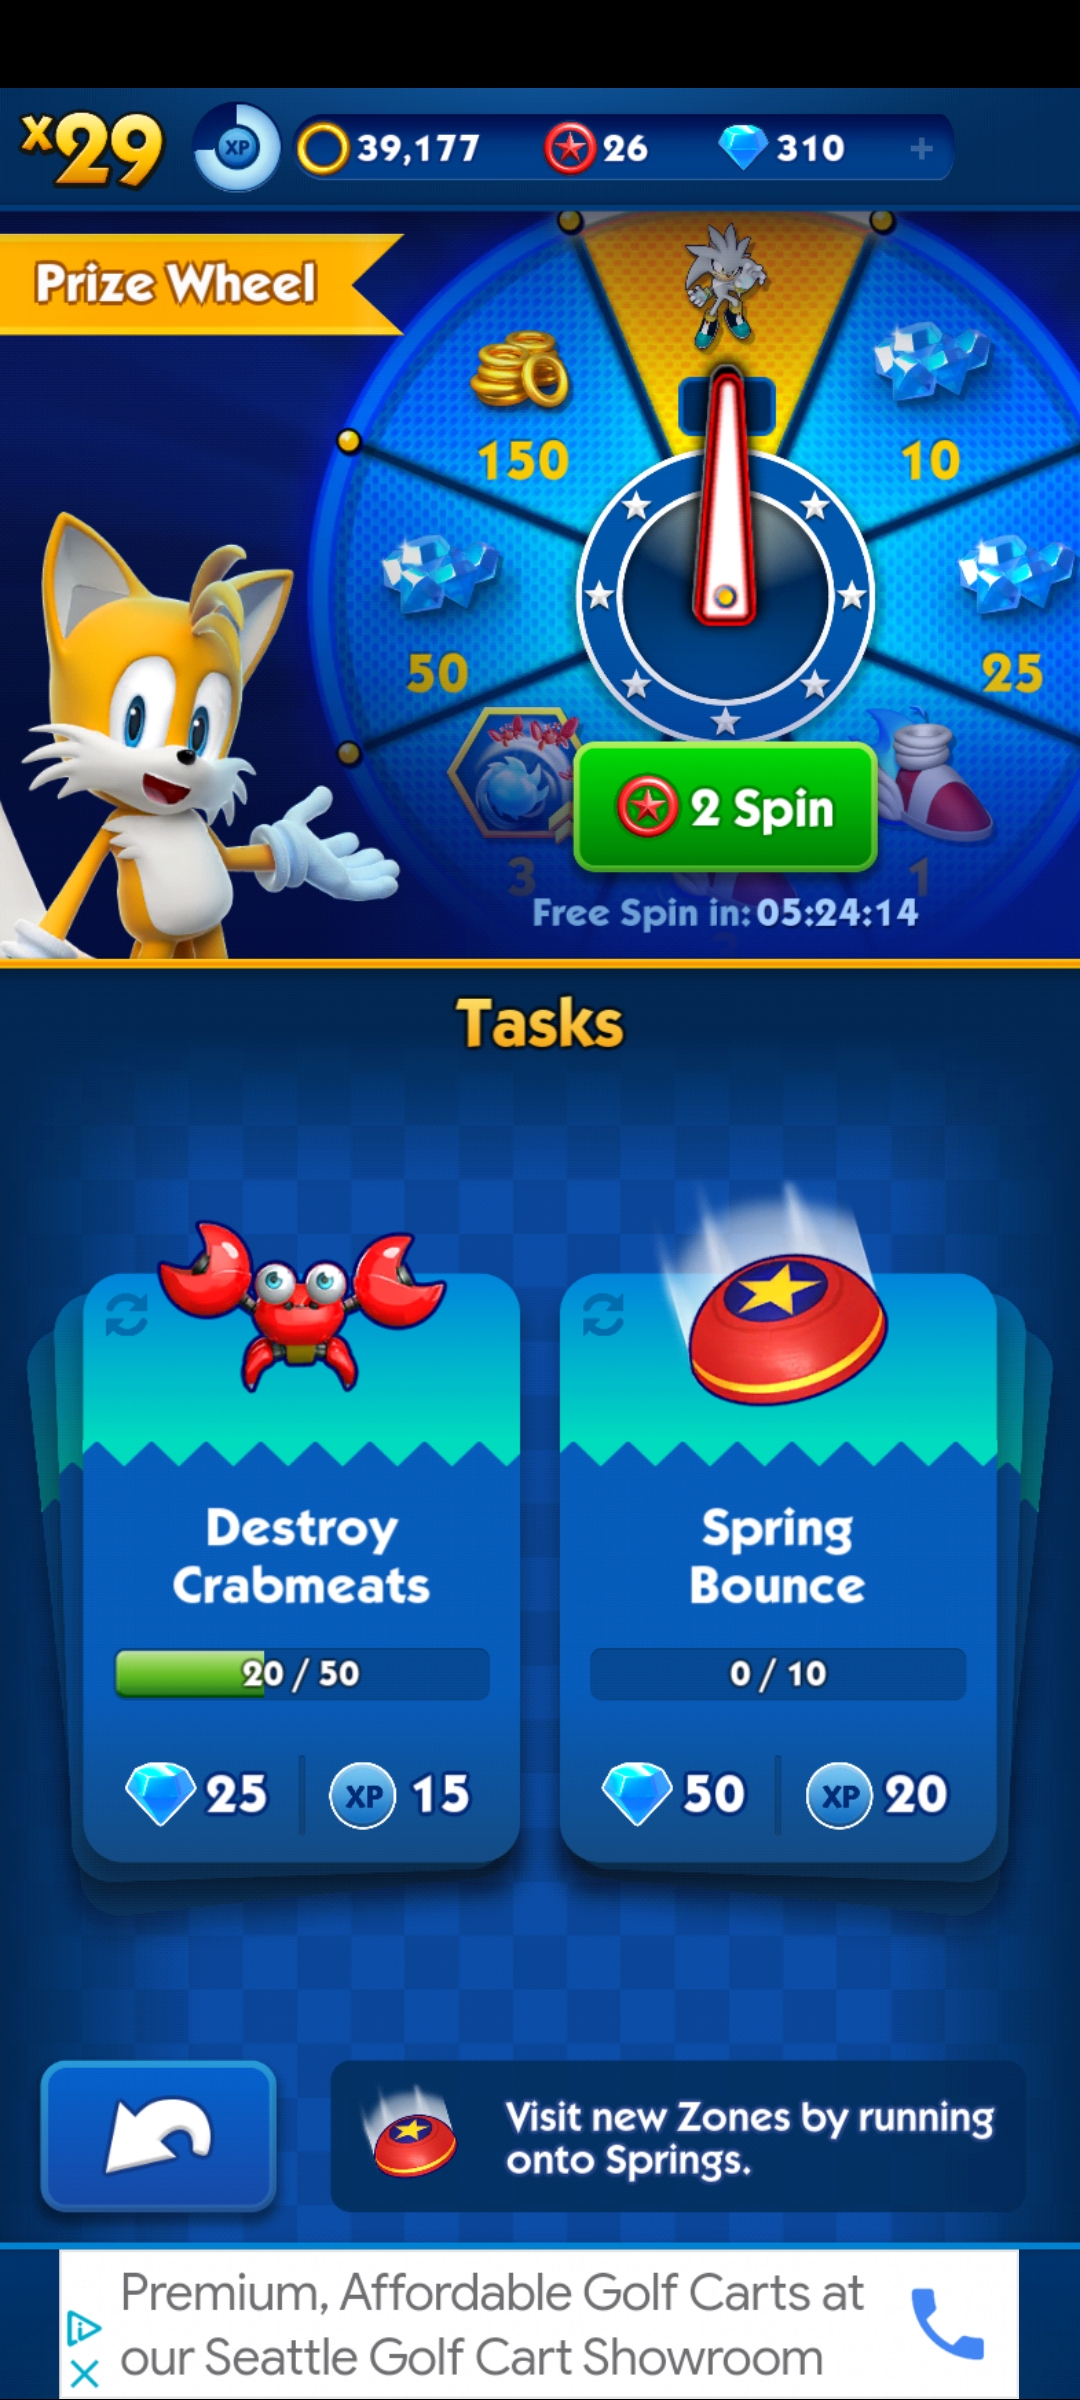 x29
XP
39,177
26
310
+
Prize Wheel
150
10
50
25
3
1
2 Spin
Free Spin in: 05:24:14
Tasks
Destroy
Crabmeats
20 / 50
25
XP
15
Spring
Bounce
0 / 10
50
XP
20
Visit new Zones by running
onto Springs.
Premium, Affordable Golf Carts at
our Seattle Golf Cart Showroom